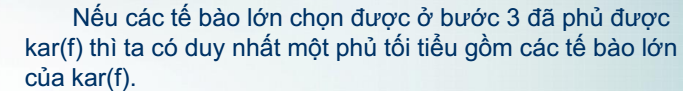 Nếu các tế bào lớn chọn được ở bước 3 đã phủ được
kar(f) thì ta có duy nhất một phủ tối tiểu gồm các tế bào lớn
của kar(f).